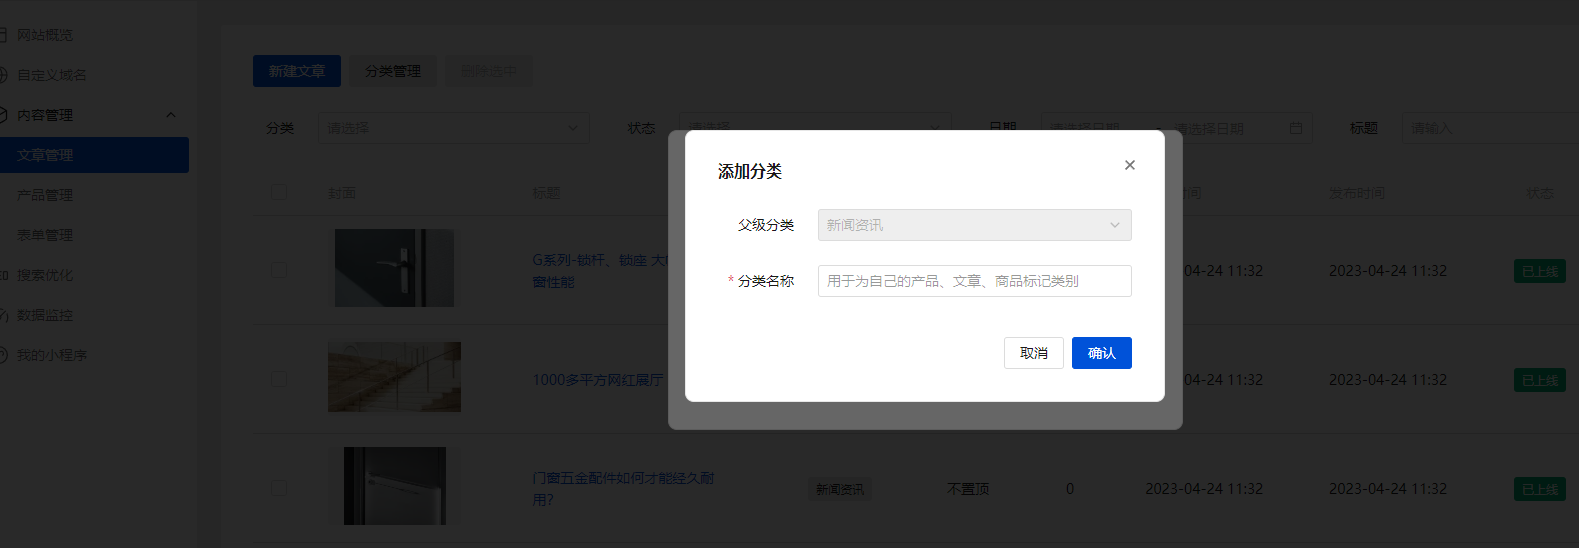 网站概览
自定义域名
内容管理
文章管理
产品管理
表单管理
搜索优化
数据监控
我的小程序
新建文章 分类管理 删除选中
分类 请选择 状态 请选择 日期 请选择日期 - 请选择日期 标题 请输入
封面 标题 时间 发布时间 状态
G系列-锁杆、锁座 大
窗性能
04-24 11:32 2023-04-24 11:32 已上线
1000多平方网红展厅
04-24 11:32 2023-04-24 11:32 已上线
门窗五金配件如何才能经久耐
用?
新闻资讯 不置顶 0 2023-04-24 11:32 2023-04-24 11:32 已上线
添加分类
父级分类 新闻资讯
* 分类名称 用于为自己的产品、文章、商品标记类别
取消 确认